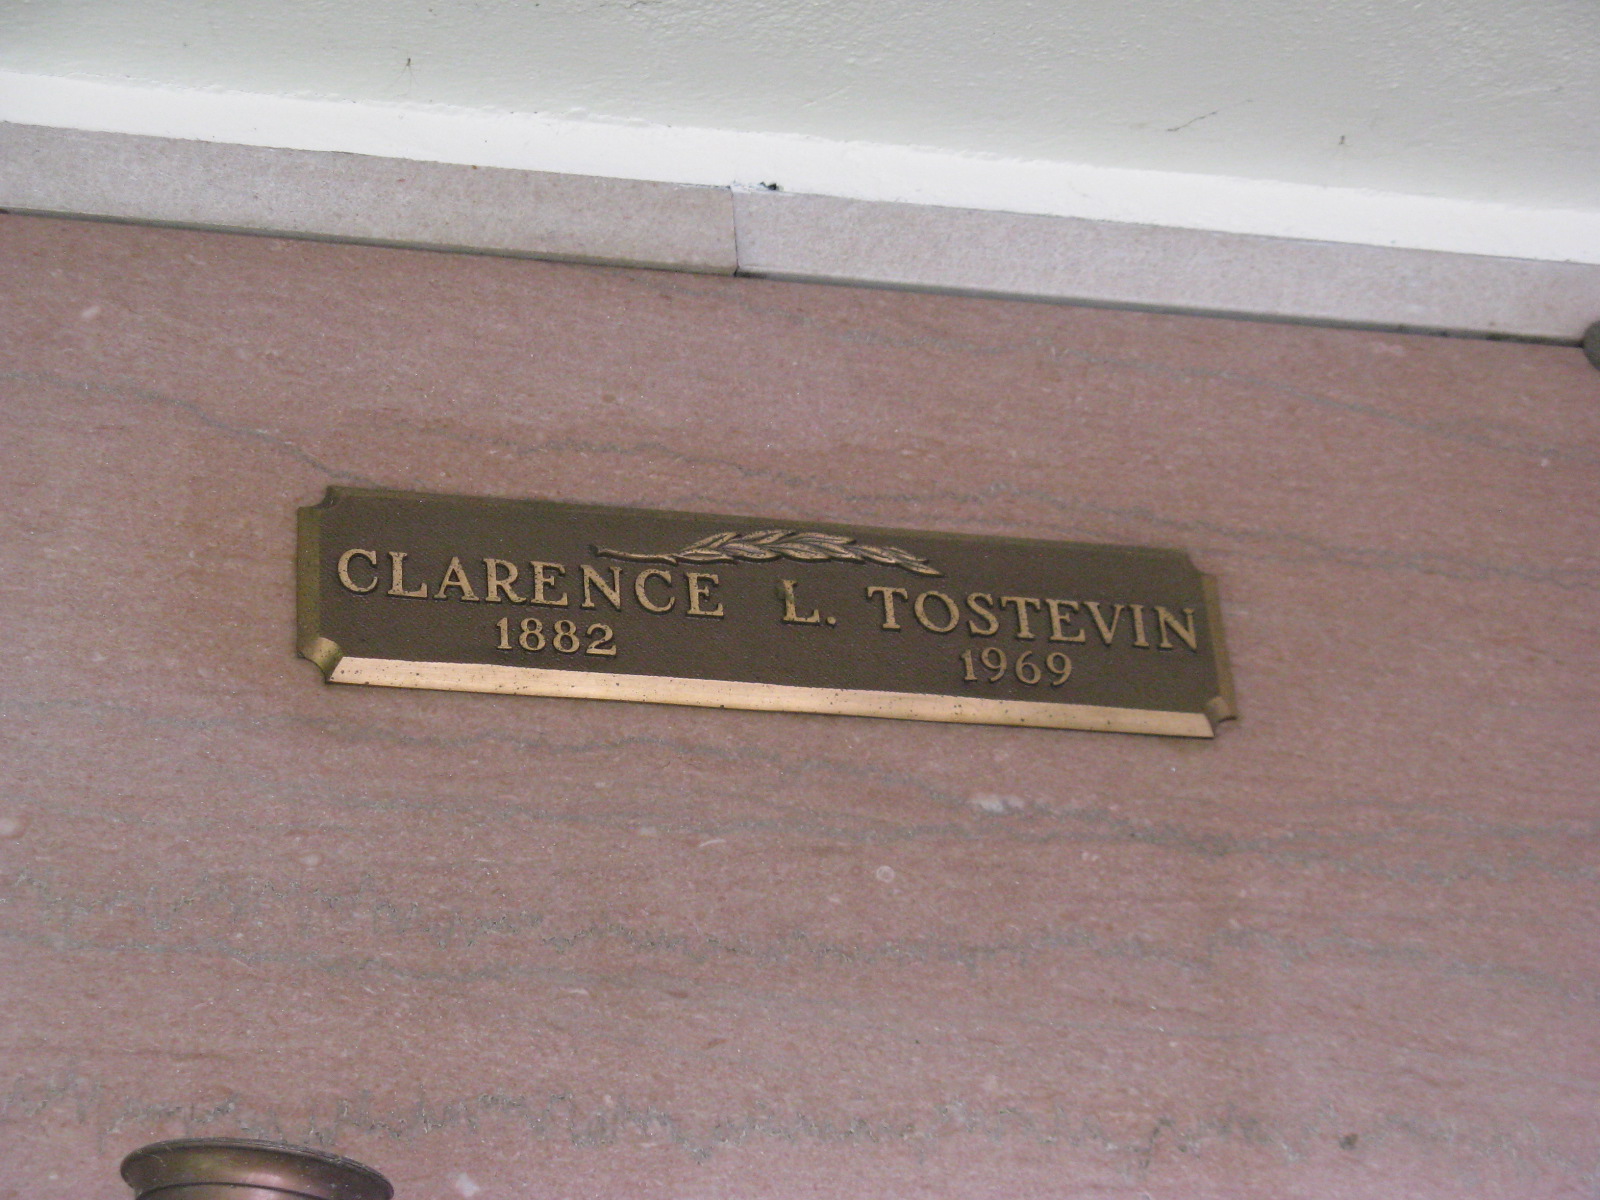 CLARENCE L. TOSTEVIN
1882 1969